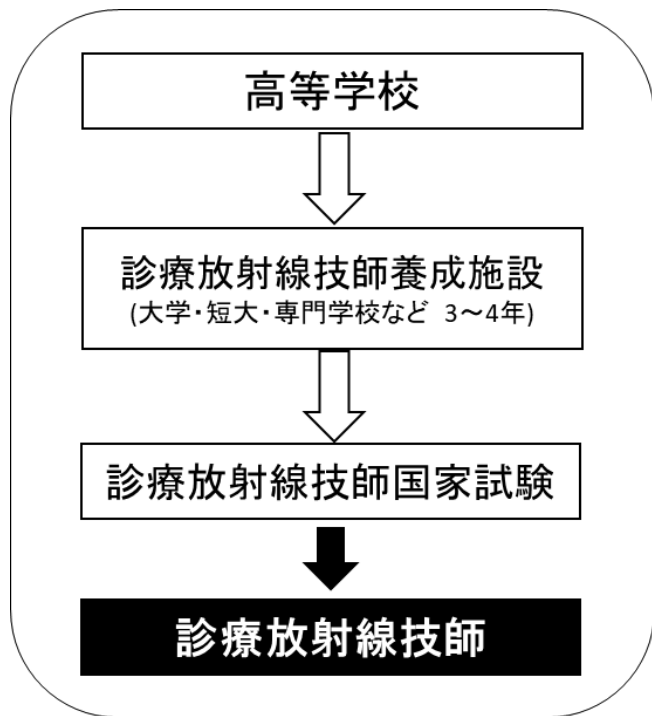 高等学校
診療放射線技師養成施設
(大学・短大・専門学校など 3～4年)
診療放射線技師国家試験
診療放射線技師